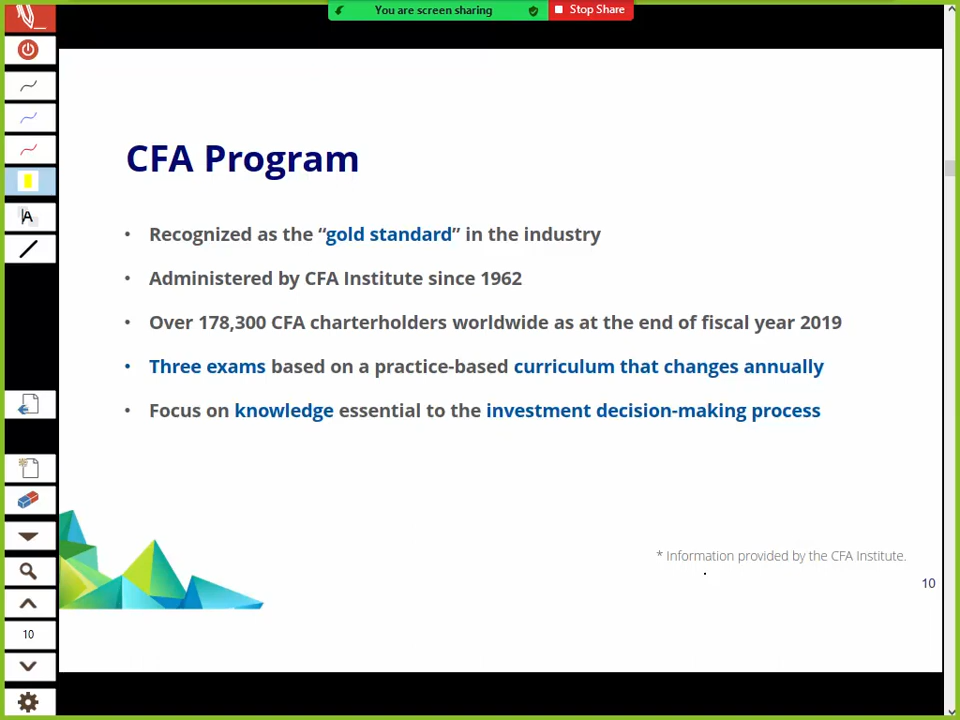 You are screen sharing
Stop Share
CFA Program
• Recognized as the “gold standard” in the industry
• Administered by CFA Institute since 1962
• Over 178,300 CFA charterholders worldwide as at the end of fiscal year 2019
• Three exams based on a practice-based curriculum that changes annually
• Focus on knowledge essential to the investment decision-making process
* Information provided by the CFA Institute.
10
A
10